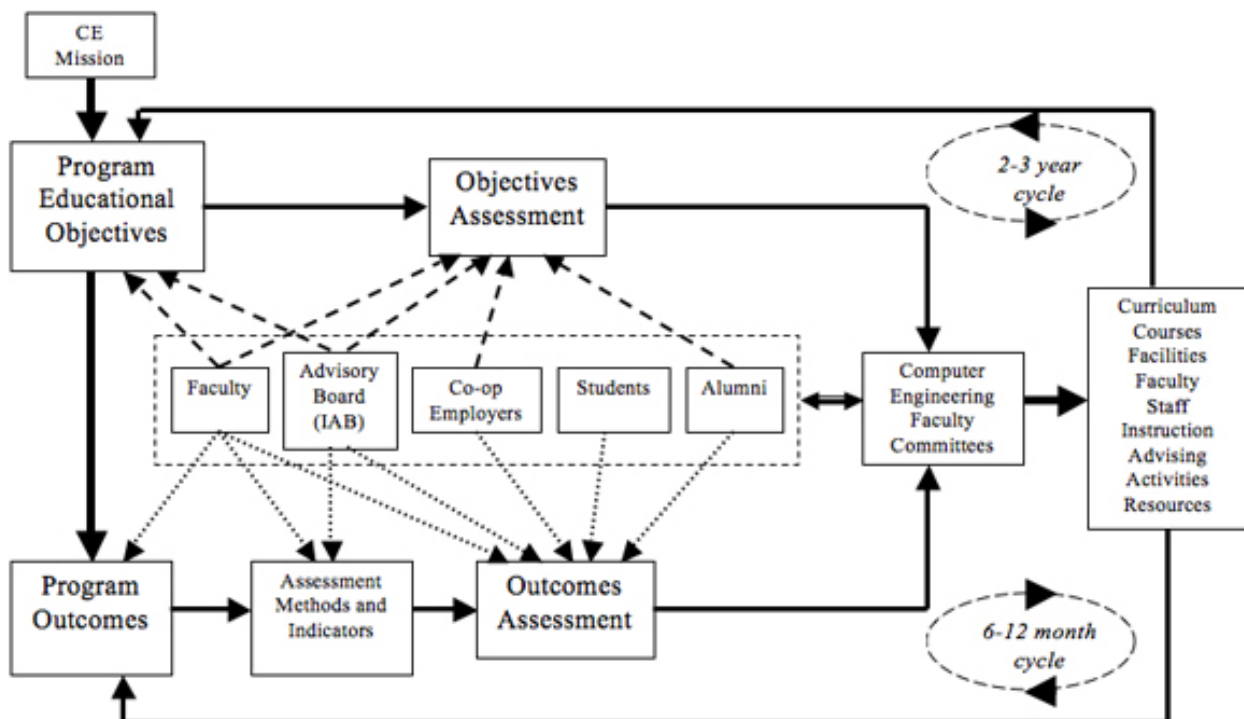 CE
Mission
Program
Educational
Objectives
Objectives
Assessment
2-3 year
cycle
Faculty
Advisory
Board
(IAB)
Co-op
Employers
Students
Alumni
Computer
Engineering
Faculty
Committees
Curriculum
Courses
Facilities
Faculty
Staff
Instruction
Advising
Activities
Resources
Program
Outcomes
Assessment
Methods and
Indicators
Outcomes
Assessment
6-12 month
cycle